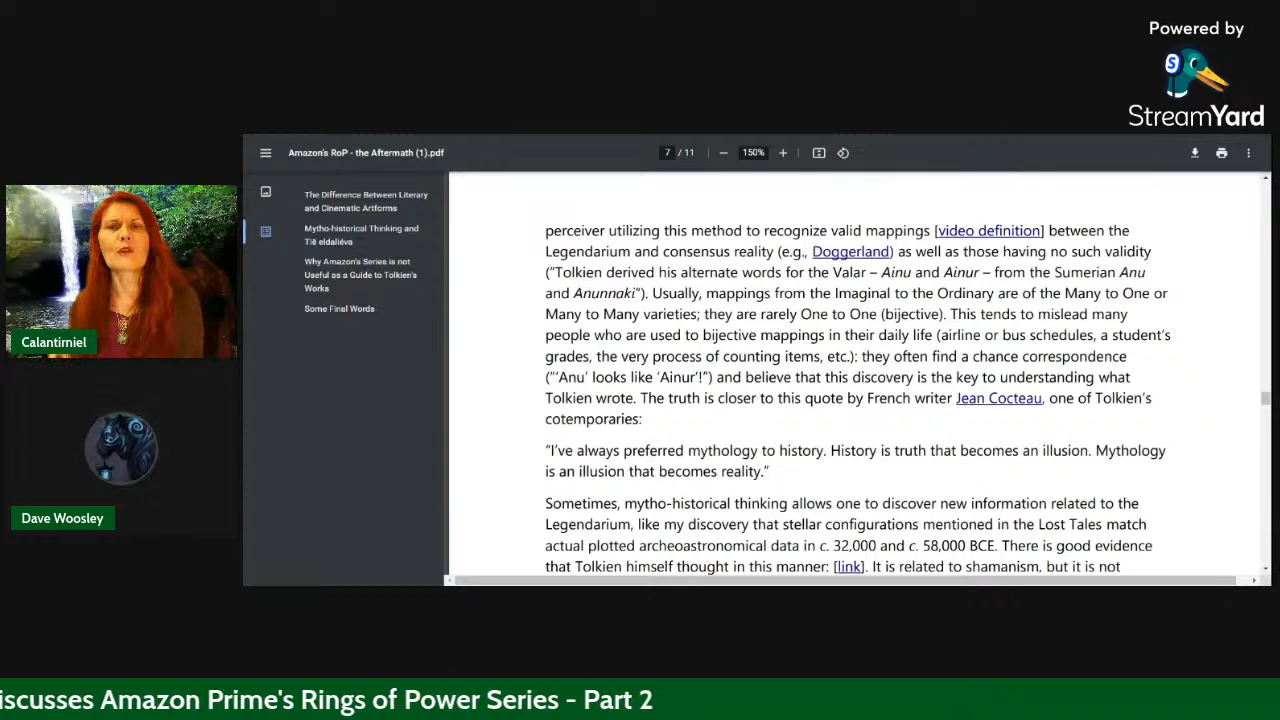 Powered by
S
StreamYard
Amazon's RoP - the Aftermath (1).pdf
7 / 11
150%
The Difference Between Literary
and Cinematic Artforms
Mytho-historical Thinking and
Tië eldaliéva
Why Amazon's Series is not
Useful as a Guide to Tolkien's
Works
Some Final Words
perceiver utilizing this method to recognize valid mappings [video definition] between the
Legendarium and consensus reality (e.g., Doggerland) as well as those having no such validity
("Tolkien derived his alternate words for the Valar – Ainu and Ainur – from the Sumerian Anu
and Anunnaki"). Usually, mappings from the Imaginal to the Ordinary are of the Many to One or
Many to Many varieties; they are rarely One to One (bijective). This tends to mislead many
people who are used to bijective mappings in their daily life (airline or bus schedules, a student's
grades, the very process of counting items, etc.): they often find a chance correspondence
("'Anu' looks like 'Ainur'!") and believe that this discovery is the key to understanding what
Tolkien wrote. The truth is closer to this quote by French writer Jean Cocteau, one of Tolkien's
cotemporaries:
"I've always preferred mythology to history. History is truth that becomes an illusion. Mythology
is an illusion that becomes reality."
Sometimes, mytho-historical thinking allows one to discover new information related to the
Legendarium, like my discovery that stellar configurations mentioned in the Lost Tales match
actual plotted archeoastronomical data in c. 32,000 and c. 58,000 BCE. There is good evidence
that Tolkien himself thought in this manner: [link]. It is related to shamanism, but it is not
Calantirniel
Dave Woosley
iscusses Amazon Prime's Rings of Power Series - Part 2